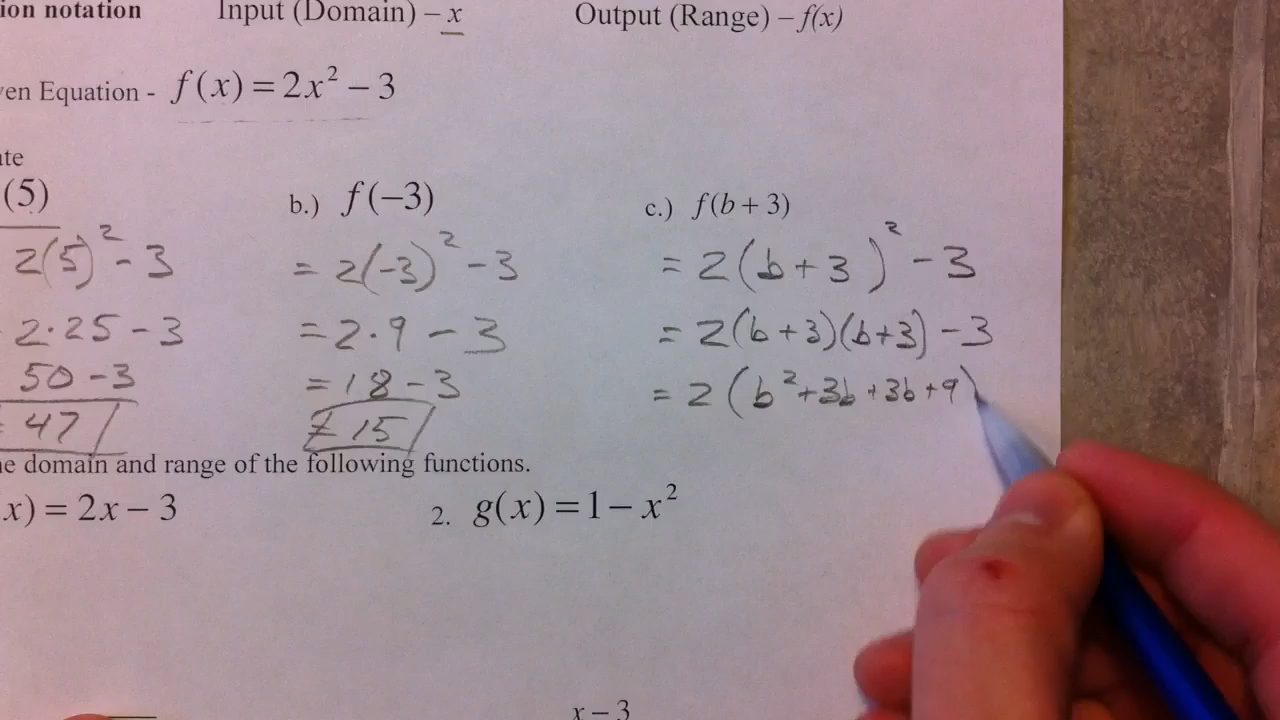 ion notation Input (Domain) – x Output (Range) – f(x)
ven Equation - f(x) = 2x² – 3
ate
(5) b.) f(−3) c.) f(b + 3)
2(5)² - 3 = 2(-3)² - 3 = 2(b+3)² - 3
2·25 - 3 = 2·9 - 3 = 2(b+3)(b+3) - 3
50 - 3 = 18 - 3 = 2(b²+3b+3b+9)
= 47 = 15
e domain and range of the following functions.
x) = 2x − 3 2. g(x) = 1 − x²
x − 3